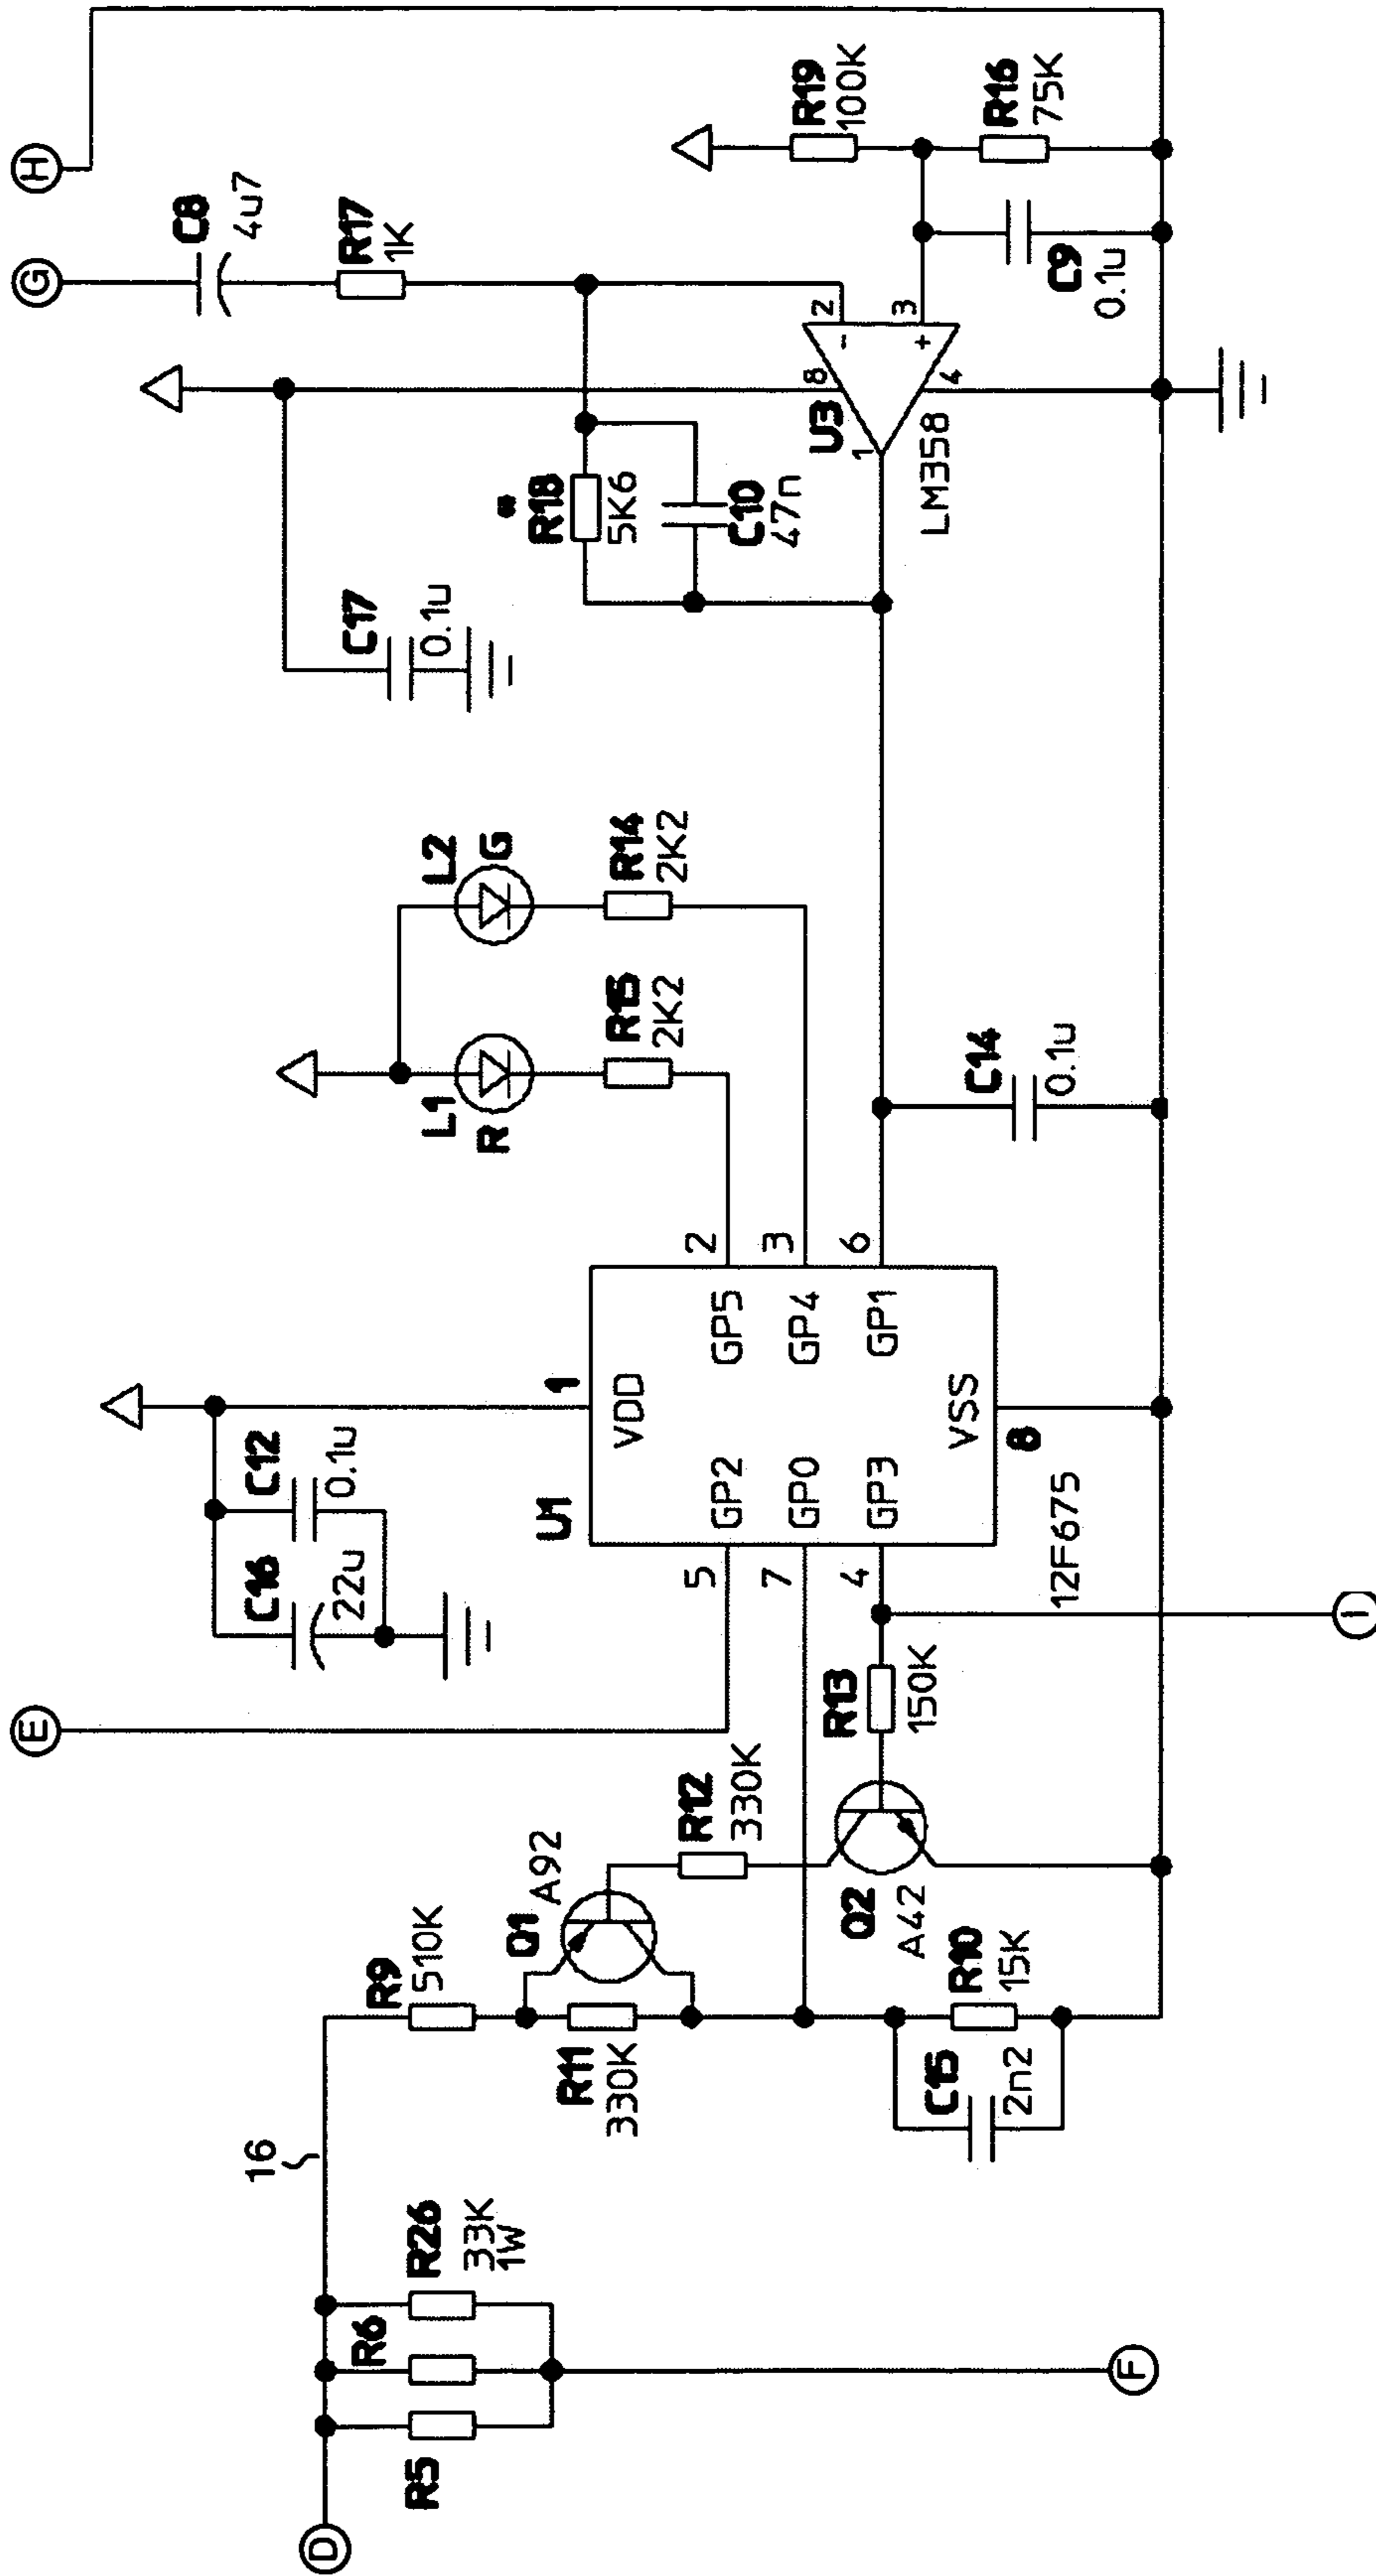 D
16
R5
R6
R26
33K
1W
F
R9
510K
R11
330K
Q1
A92
R12
330K
Q2
A42
R13
150K
R10
15K
C15
2n2
E
C16
22u
C12
0.1u
U1
1
VDD
5
GP2
GP5
2
7
GP0
GP4
3
4
GP3
GP1
6
VSS
8
12F675
I
L1
R
L2
G
R15
2K2
R14
2K2
C14
0.1u
C17
0.1u
R18
5K6
C10
47n
U3
1
8
2
-
3
+
4
LM358
G
C8
4u7
R17
1K
H
R19
100K
R16
75K
C9
0.1u